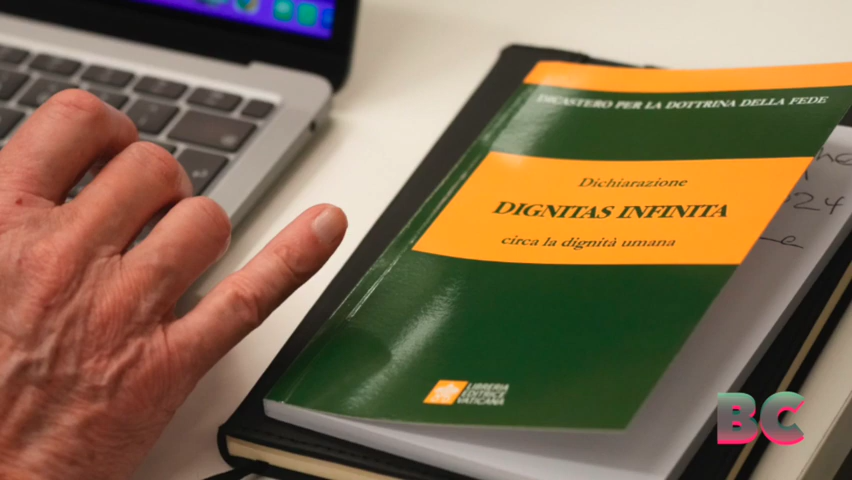 DICASTERO PER LA DOTTRINA DELLA FEDE
Dichiarazione
DIGNITAS INFINITA
circa la dignità umana
LIBRERIA
EDITRICE
VATICANA
BC